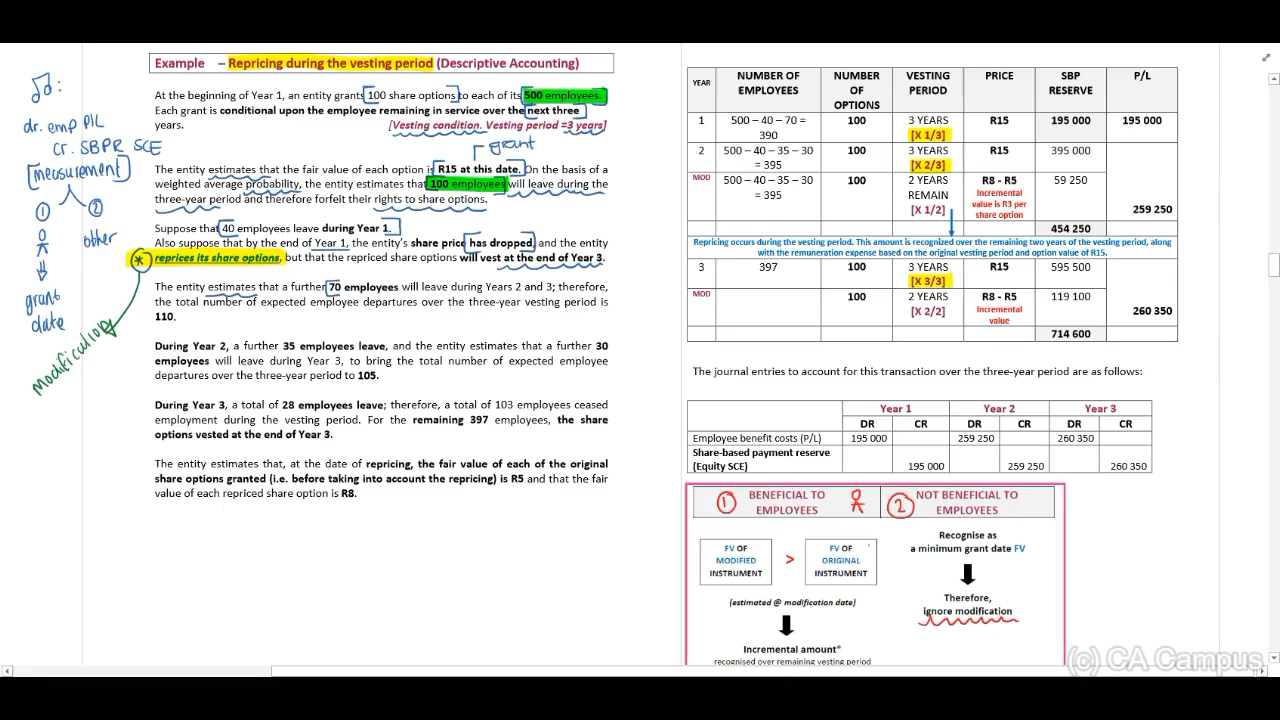 Example – Repricing during the vesting period (Descriptive Accounting)
At the beginning of Year 1, an entity grants 100 share options to each of its 500 employees.
Each grant is conditional upon the employee remaining in service over the next three
years. [Vesting condition. Vesting period =3 years]
grant
The entity estimates that the fair value of each option is R15 at this date. On the basis of a
weighted average probability, the entity estimates that 100 employees will leave during the
three-year period and therefore forfeit their rights to share options.
Suppose that 40 employees leave during Year 1.
Also suppose that by the end of Year 1, the entity's share price has dropped, and the entity
reprices its share options, but that the repriced share options will vest at the end of Year 3.
The entity estimates that a further 70 employees will leave during Years 2 and 3; therefore,
the total number of expected employee departures over the three-year vesting period is
110.
During Year 2, a further 35 employees leave, and the entity estimates that a further 30
employees will leave during Year 3, to bring the total number of expected employee
departures over the three-year period to 105.
During Year 3, a total of 28 employees leave; therefore, a total of 103 employees ceased
employment during the vesting period. For the remaining 397 employees, the share
options vested at the end of Year 3.
The entity estimates that, at the date of repricing, the fair value of each of the original
share options granted (i.e. before taking into account the repricing) is R5 and that the fair
value of each repriced share option is R8.
dr. emp P/L
cr. SBPR SCE
[measurement]
1 2
other
grant
date
*
modification
YEAR NUMBER OF EMPLOYEES NUMBER OF OPTIONS VESTING PERIOD PRICE SBP RESERVE P/L
1 500 – 40 – 70 = 390 100 3 YEARS [X 1/3] R15 195 000 195 000
2 500 – 40 – 35 – 30 = 395 100 3 YEARS [X 2/3] R15 395 000
MOD 500 – 40 – 35 – 30 = 395 100 2 YEARS REMAIN [X 1/2] R8 - R5 Incremental value is R3 per share option 59 250 259 250
454 250
Repricing occurs during the vesting period. This amount is recognized over the remaining two years of the vesting period, along
with the remuneration expense based on the original vesting period and option value of R15.
3 397 100 3 YEARS [X 3/3] R15 595 500
MOD 100 2 YEARS [X 2/2] R8 - R5 Incremental value 119 100 260 350
714 600
The journal entries to account for this transaction over the three-year period are as follows:
Year 1 Year 2 Year 3
DR CR DR CR DR CR
Employee benefit costs (P/L) 195 000 259 250 260 350
Share-based payment reserve
(Equity SCE) 195 000 259 250 260 350
1 BENEFICIAL TO EMPLOYEES
2 NOT BENEFICIAL TO EMPLOYEES
FV OF MODIFIED INSTRUMENT > FV OF ORIGINAL INSTRUMENT
(estimated @ modification date)
Incremental amount*
recognised over remaining vesting period
Recognise as
a minimum grant date FV
Therefore,
ignore modification
(c) CA Campus